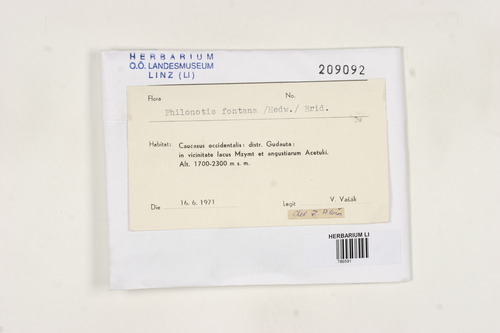 HERBARIUM
O.Ö. LANDESMUSEUM
LINZ (LI)
209092
Flora
No.
Philonotis fontana /Hedw./ Brid.
Habitat: Caucasus occidentalis: distr. Gudauta:
in vicinitate lacus Mzymt et angustiarum Acetuki.
Alt. 1700-2300 m s. m.
Die 16.6.1971
Legit V. Vašák
HERBARIUM LI